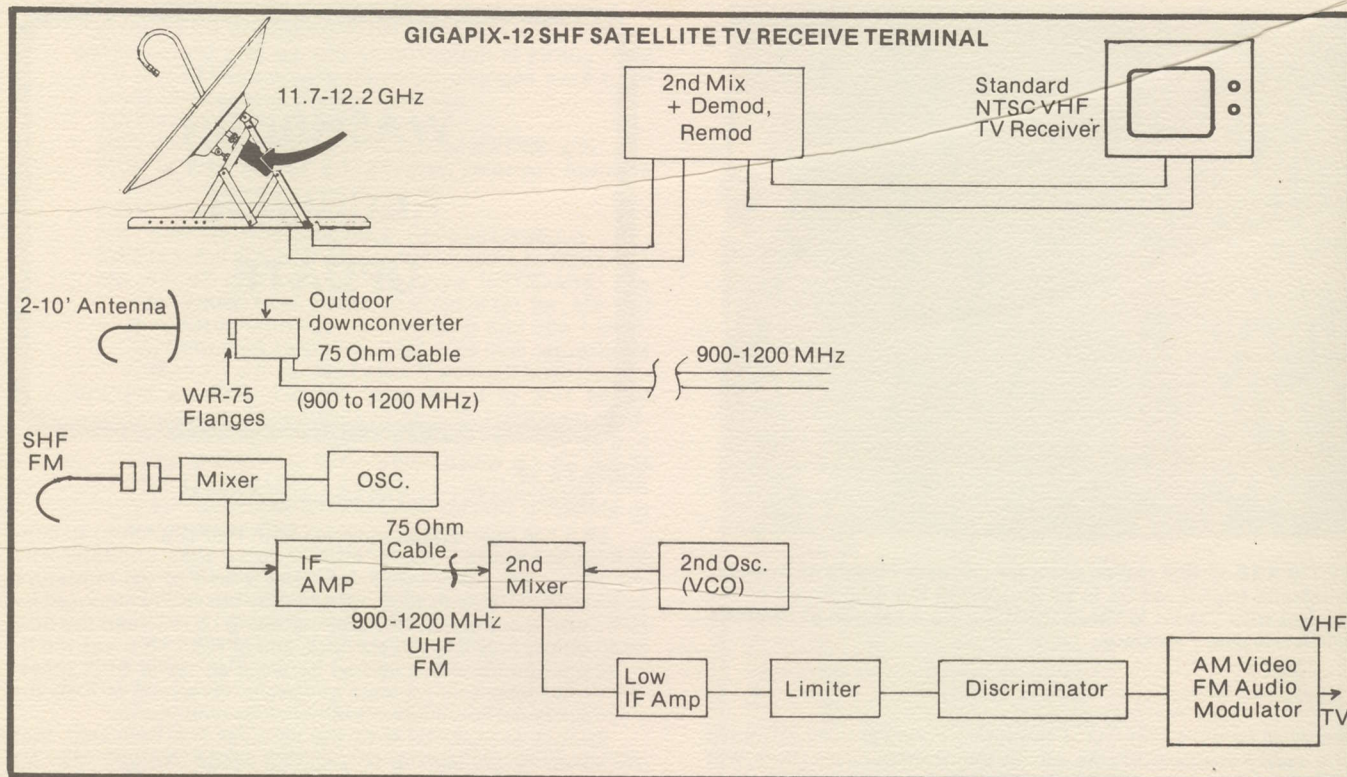 GIGAPIX-12 SHF SATELLITE TV RECEIVE TERMINAL
11.7-12.2 GHz
2nd Mix
+ Demod,
Remod
Standard
NTSC VHF
TV Receiver
2-10' Antenna
Outdoor
downconverter
75 Ohm Cable
900-1200 MHz
WR-75
Flanges
(900 to 1200 MHz)
SHF
FM
Mixer
OSC.
IF
AMP
75 Ohm
Cable
2nd
Mixer
2nd Osc.
(VCO)
900-1200 MHz
UHF
FM
Low
IF Amp
Limiter
Discriminator
AM Video
FM Audio
Modulator
VHF
TV